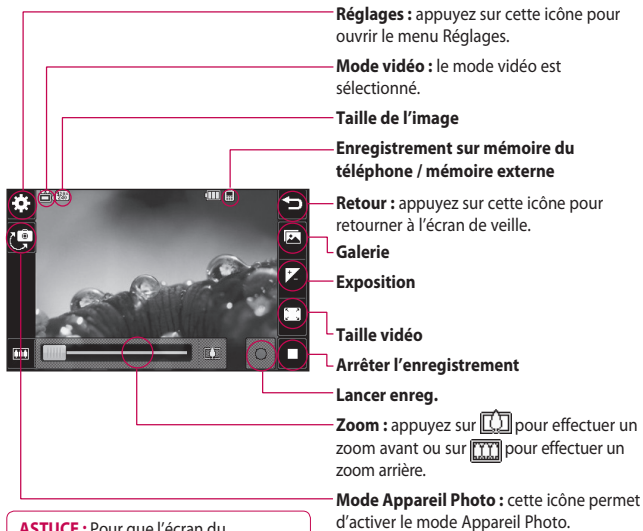 Réglages : appuyez sur cette icône pour
ouvrir le menu Réglages.
Mode vidéo : le mode vidéo est
sélectionné.
Taille de l'image
Enregistrement sur mémoire du
téléphone / mémoire externe
Retour : appuyez sur cette icône pour
retourner à l'écran de veille.
Galerie
Exposition
Taille vidéo
Arrêter l'enregistrement
Lancer enreg.
Zoom : appuyez sur pour effectuer un
zoom avant ou sur pour effectuer un
zoom arrière.
Mode Appareil Photo : cette icône permet
d'activer le mode Appareil Photo.
ASTUCE : Pour que l'écran du